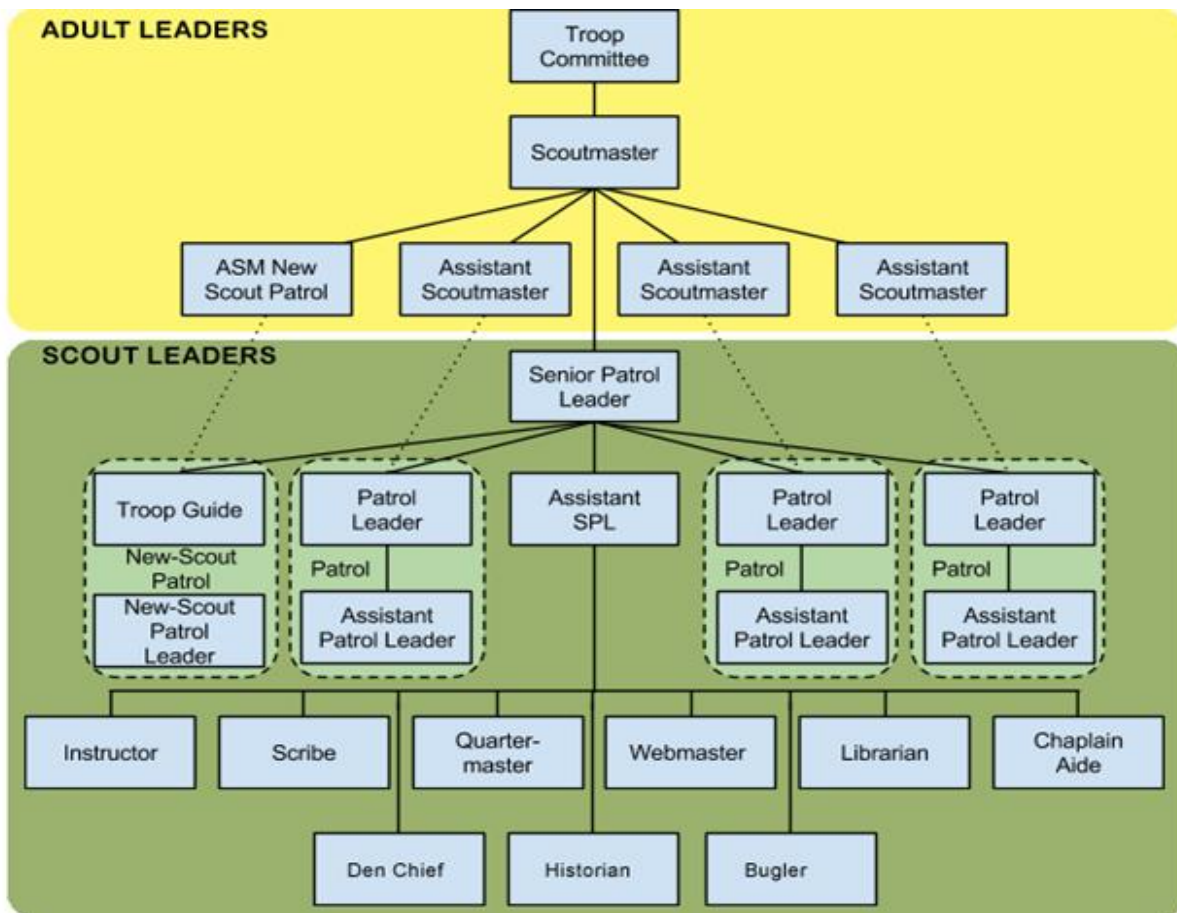 ADULT LEADERS
Troop
Committee
Scoutmaster
ASM New
Scout Patrol
Assistant
Scoutmaster
Assistant
Scoutmaster
Assistant
Scoutmaster
SCOUT LEADERS
Senior Patrol
Leader
Troop Guide
New-Scout
Patrol
New-Scout
Patrol
Leader
Patrol
Leader
Patrol
Assistant
Patrol Leader
Assistant
SPL
Patrol
Leader
Patrol
Assistant
Patrol Leader
Patrol
Leader
Patrol
Assistant
Patrol Leader
Instructor
Scribe
Quarter-
master
Webmaster
Librarian
Chaplain
Aide
Den Chief
Historian
Bugler